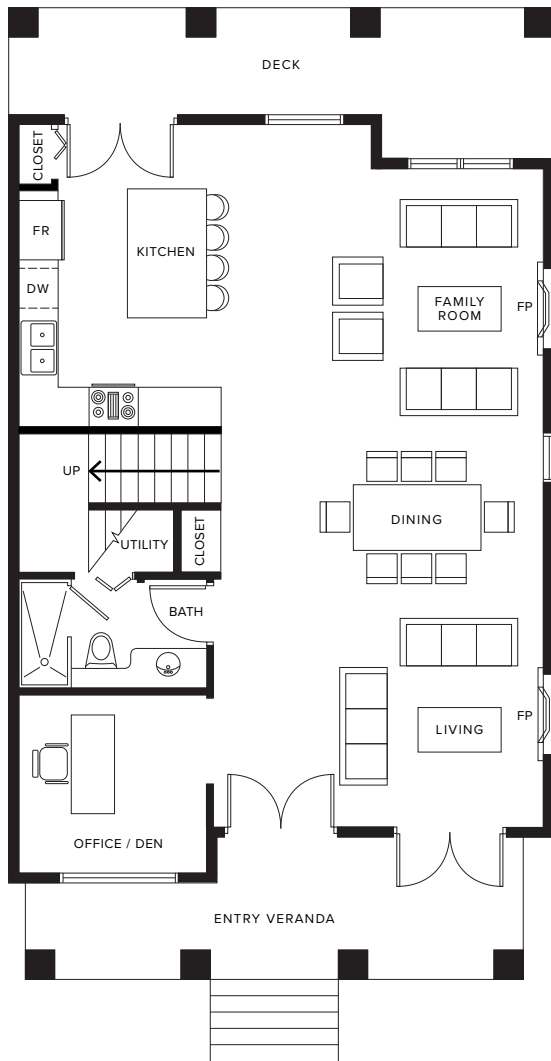 DECK
CLOSET
FR
KITCHEN
DW
FAMILY
ROOM
FP
UP
DINING
UTILITY
CLOSET
BATH
FP
LIVING
OFFICE / DEN
ENTRY VERANDA